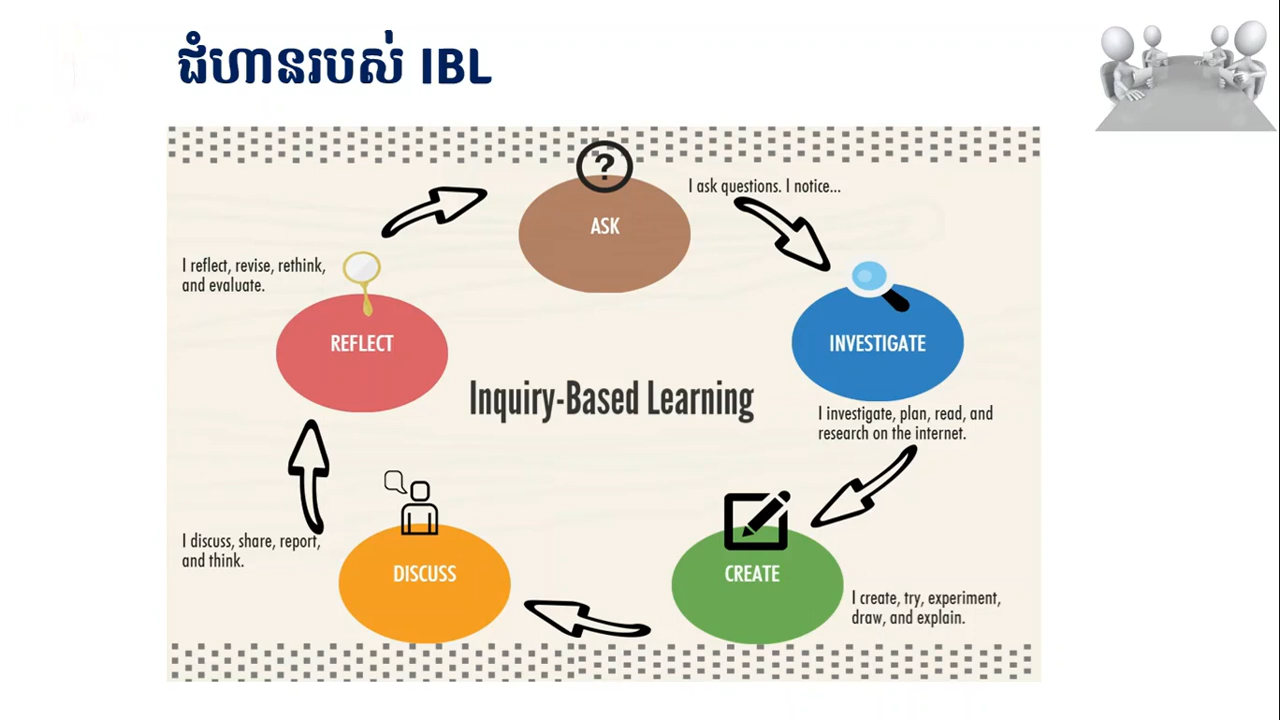 ជំហានរបស់ IBL
?
ASK
I ask questions. I notice...
INVESTIGATE
I investigate, plan, read, and
research on the internet.
CREATE
I create, try, experiment,
draw, and explain.
DISCUSS
I discuss, share, report,
and think.
REFLECT
I reflect, revise, rethink,
and evaluate.
Inquiry-Based Learning